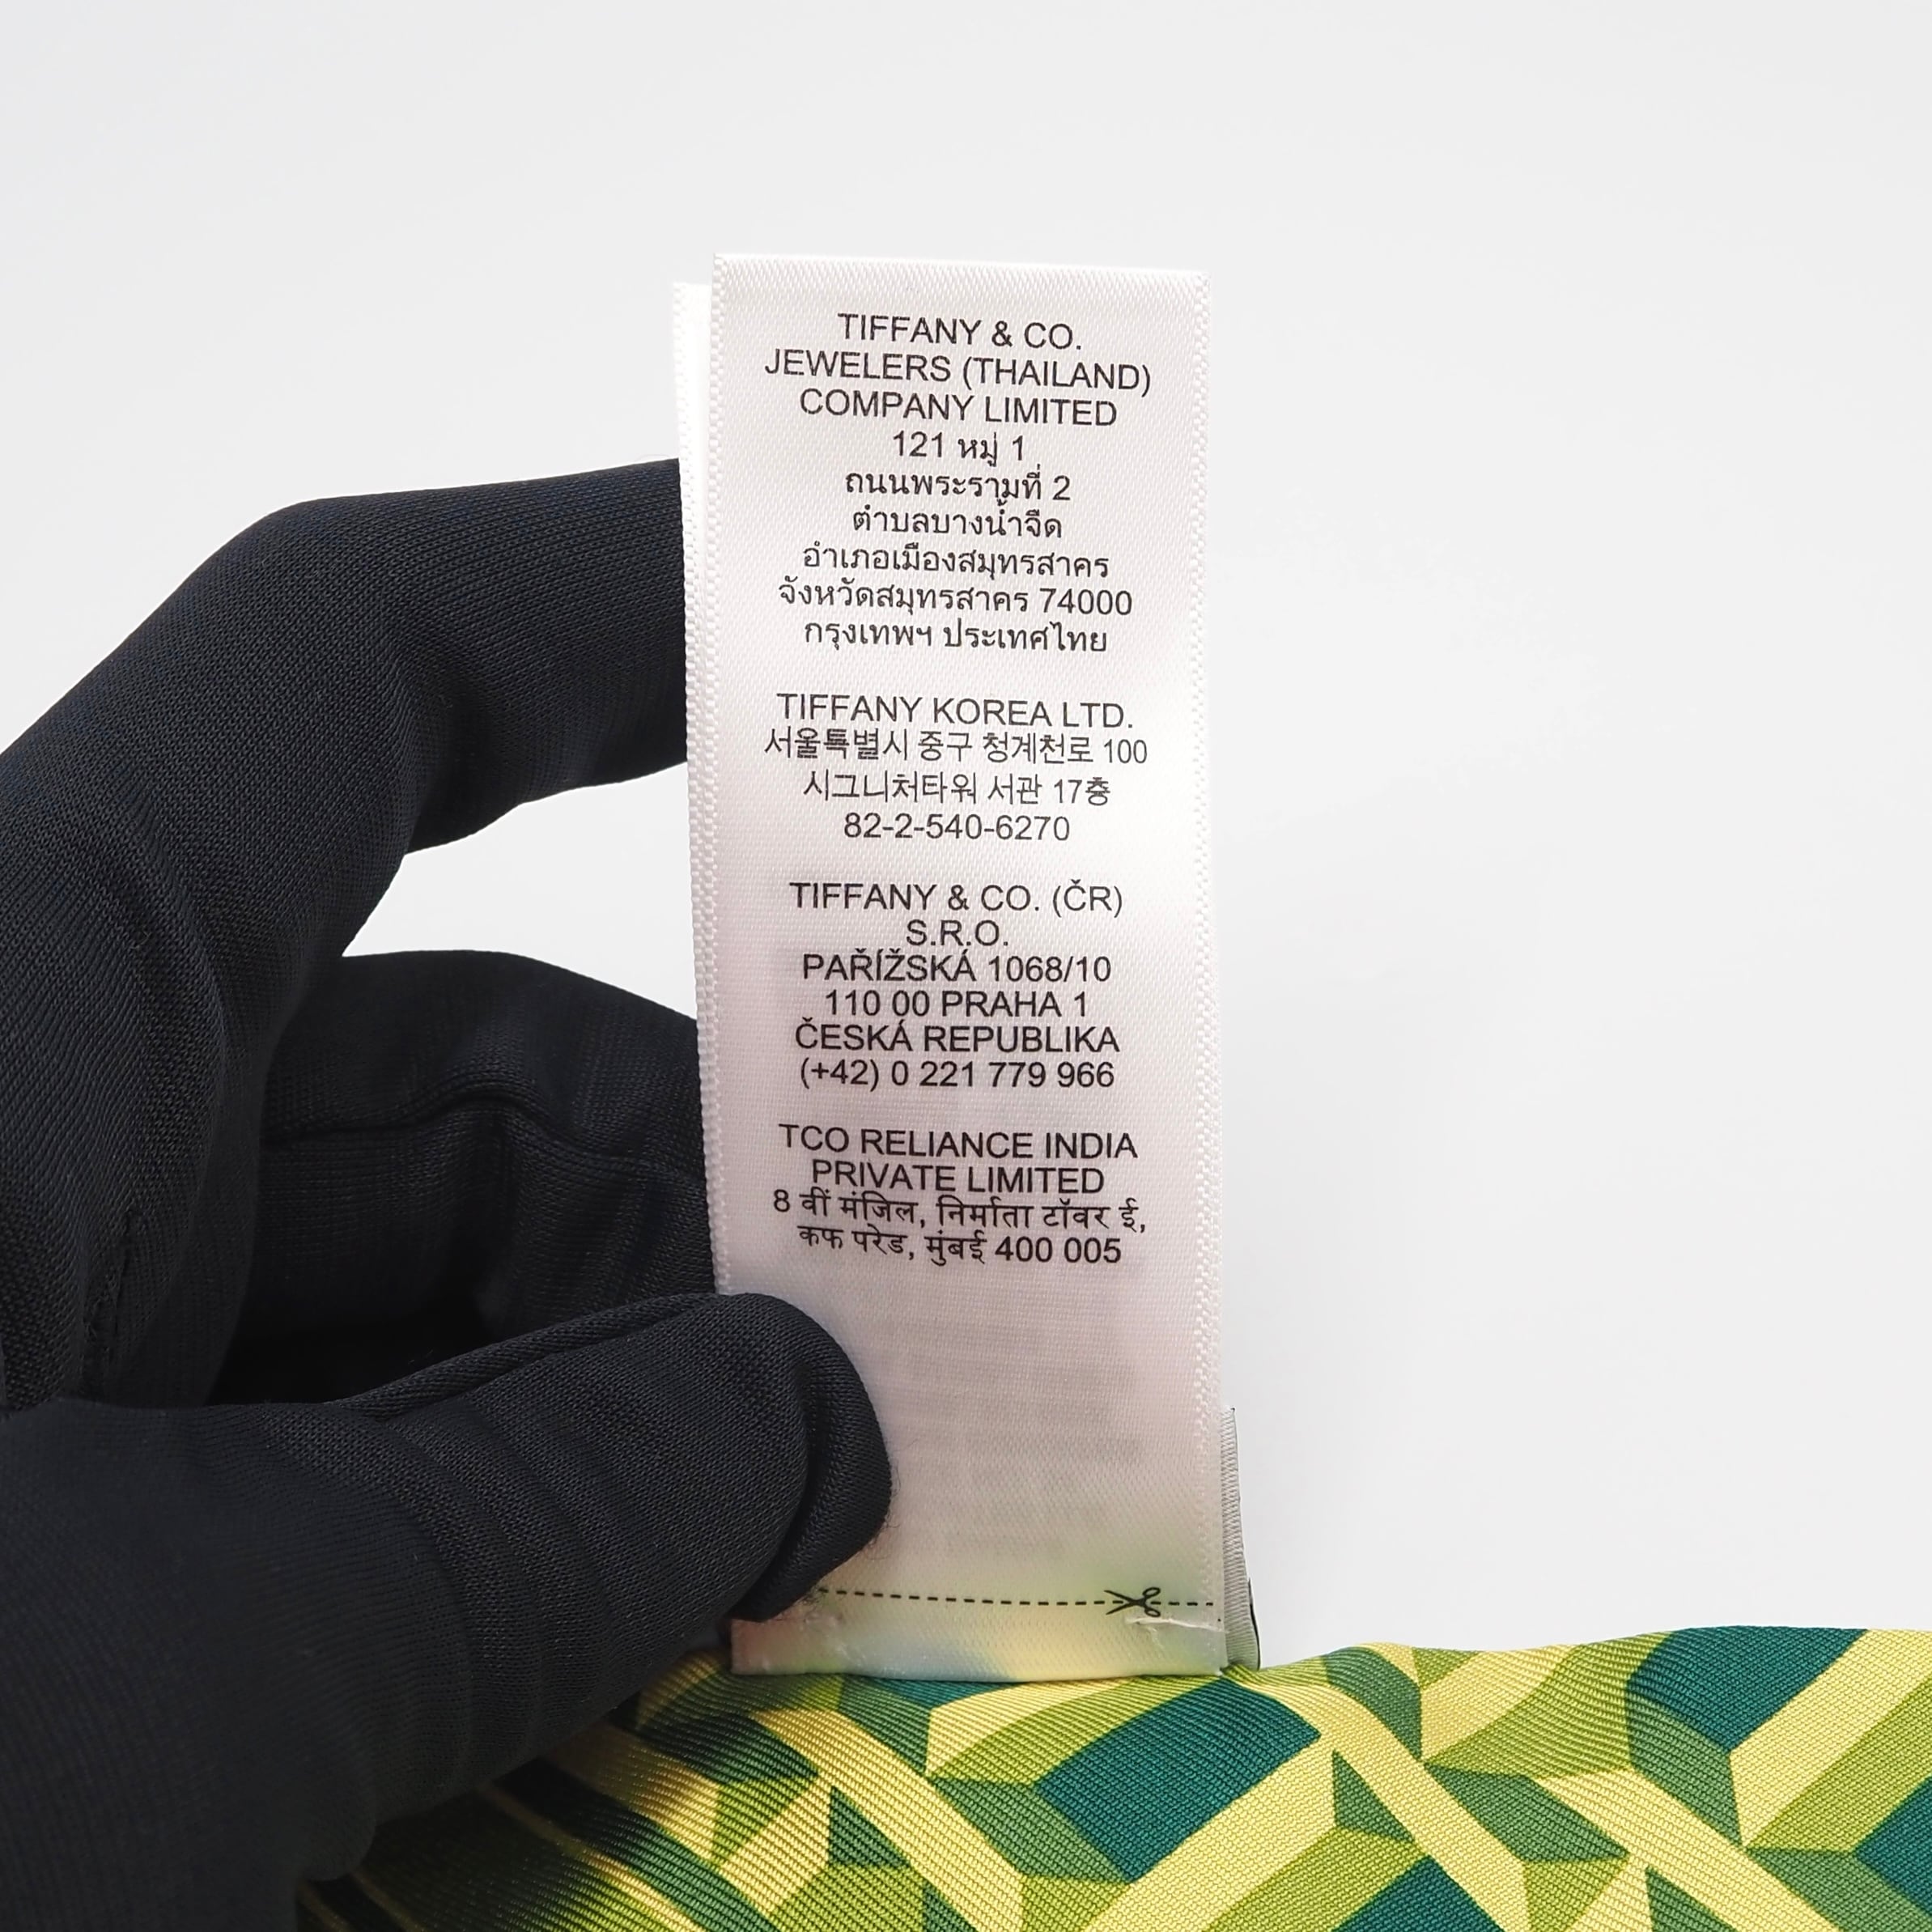 TIFFANY & CO.
JEWELERS (THAILAND)
COMPANY LIMITED
121 หมู่ 1
ถนนพระรามที่ 2
ตำบลบางน้ำจืด
อำเภอเมืองสมุทรสาคร
จังหวัดสมุทรสาคร 74000
กรุงเทพฯ ประเทศไทย
TIFFANY KOREA LTD.
서울특별시 중구 청계천로 100
시그니처타워 서관 17층
82-2-540-6270
TIFFANY & CO. (ČR)
S.R.O.
PAŘÍŽSKÁ 1068/10
110 00 PRAHA 1
ČESKÁ REPUBLIKA
(+42) 0 221 779 966
TCO RELIANCE INDIA
PRIVATE LIMITED
8 वीं मंजिल, निर्माता टॉवर ई,
कफ परेड, मुंबई 400 005